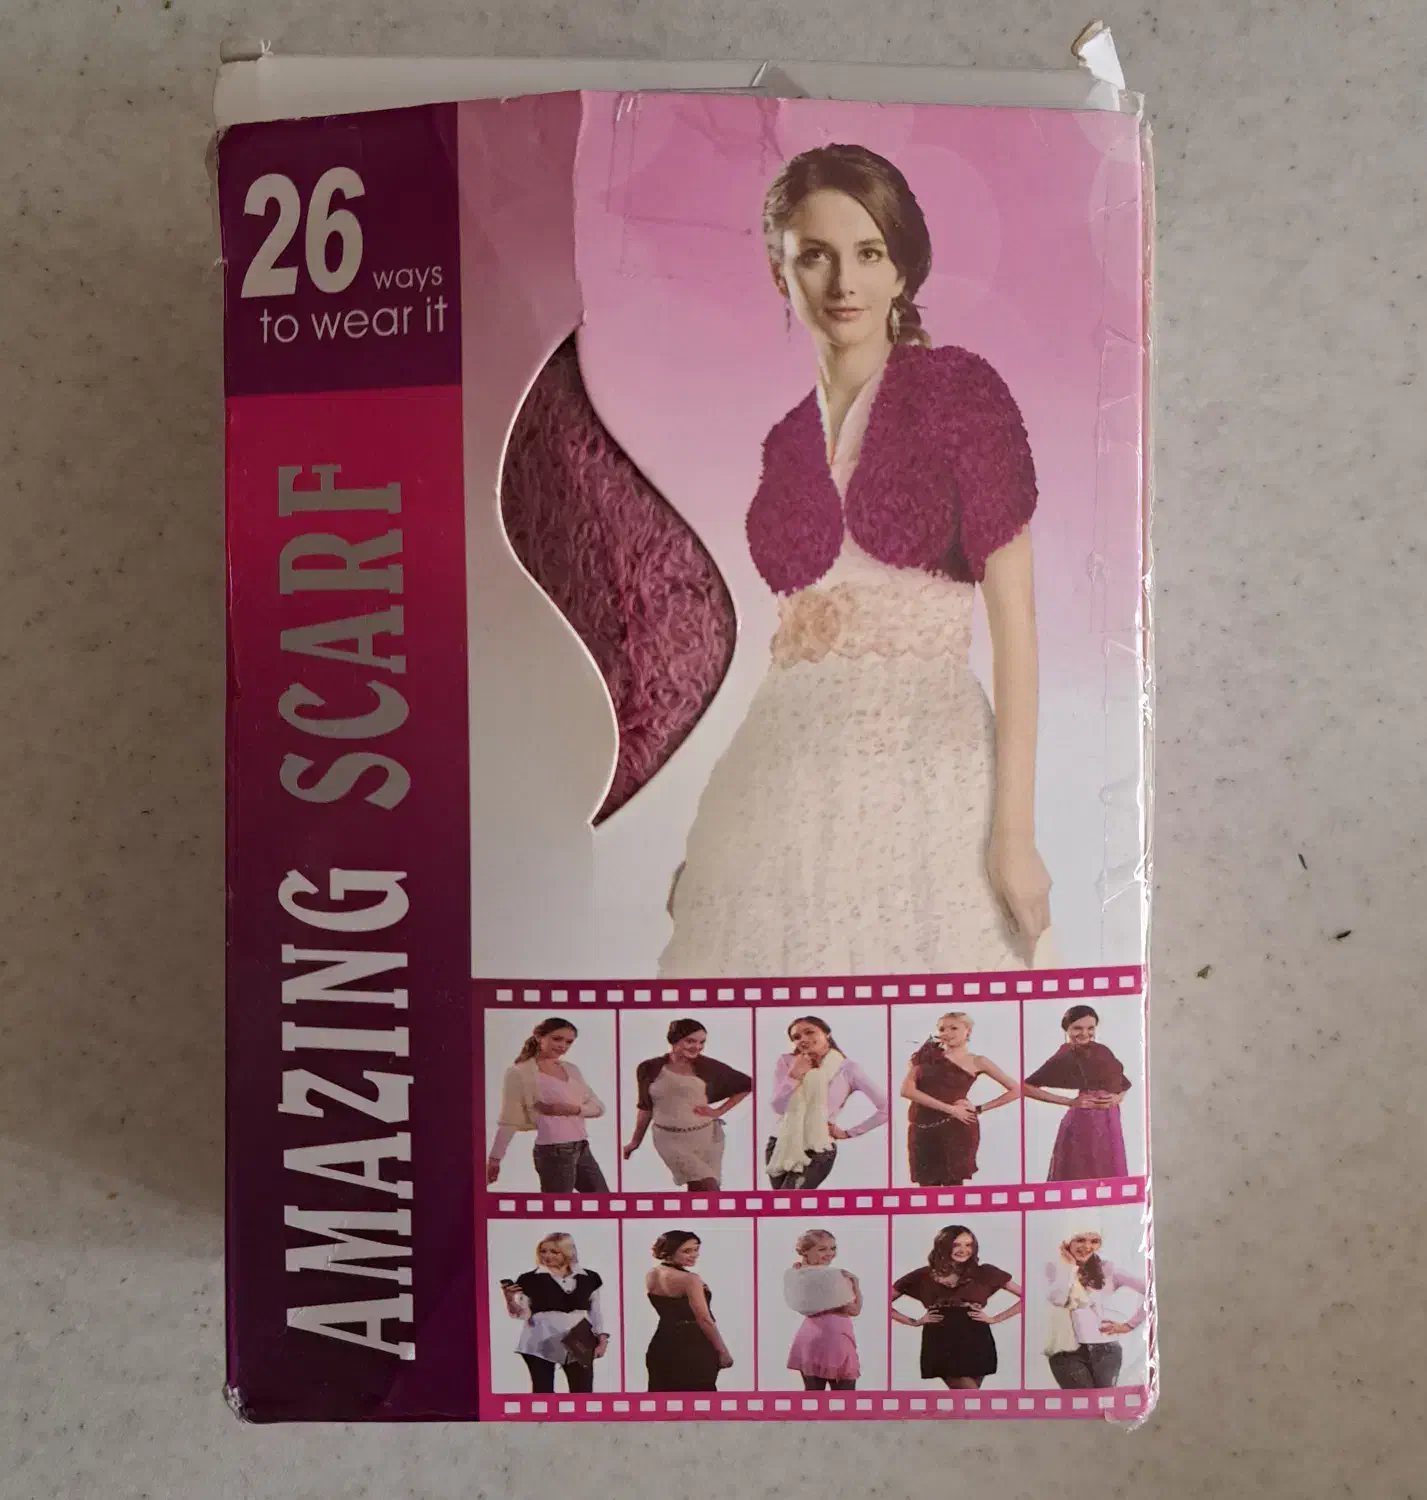 26 ways
to wear it
AMAZING SCARF